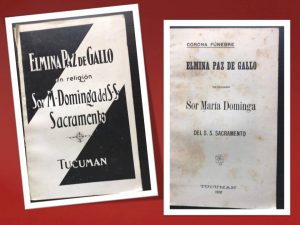 ELMINA PAZ DE GALLO
en religión
Sor M. Dominga del S.S.
Sacramento
TUCUMAN
CORONA FÚNEBRE
ELMINA PAZ DE GALLO
Sor María Dominga
DEL S. S. SACRAMENTO
TUCUMAN